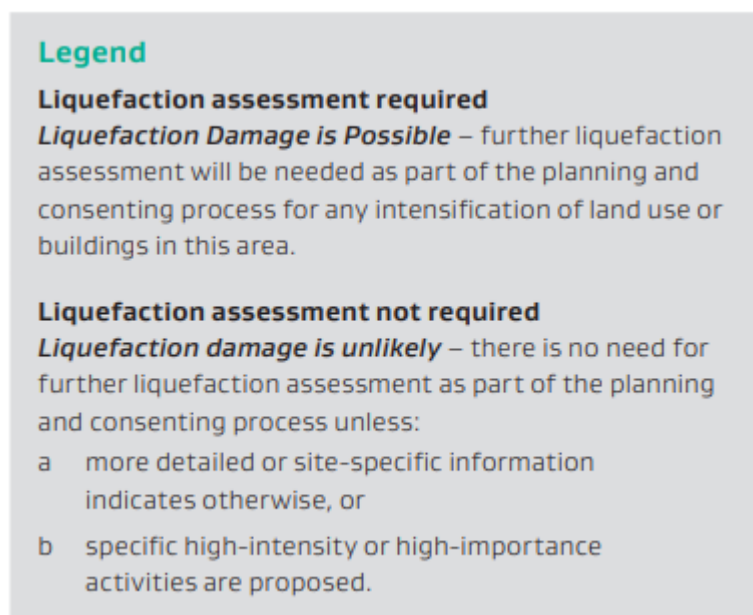 Legend
Liquefaction assessment required
Liquefaction Damage is Possible – further liquefaction
assessment will be needed as part of the planning and
consenting process for any intensification of land use or
buildings in this area.
Liquefaction assessment not required
Liquefaction damage is unlikely – there is no need for
further liquefaction assessment as part of the planning
and consenting process unless:
a more detailed or site-specific information
indicates otherwise, or
b specific high-intensity or high-importance
activities are proposed.